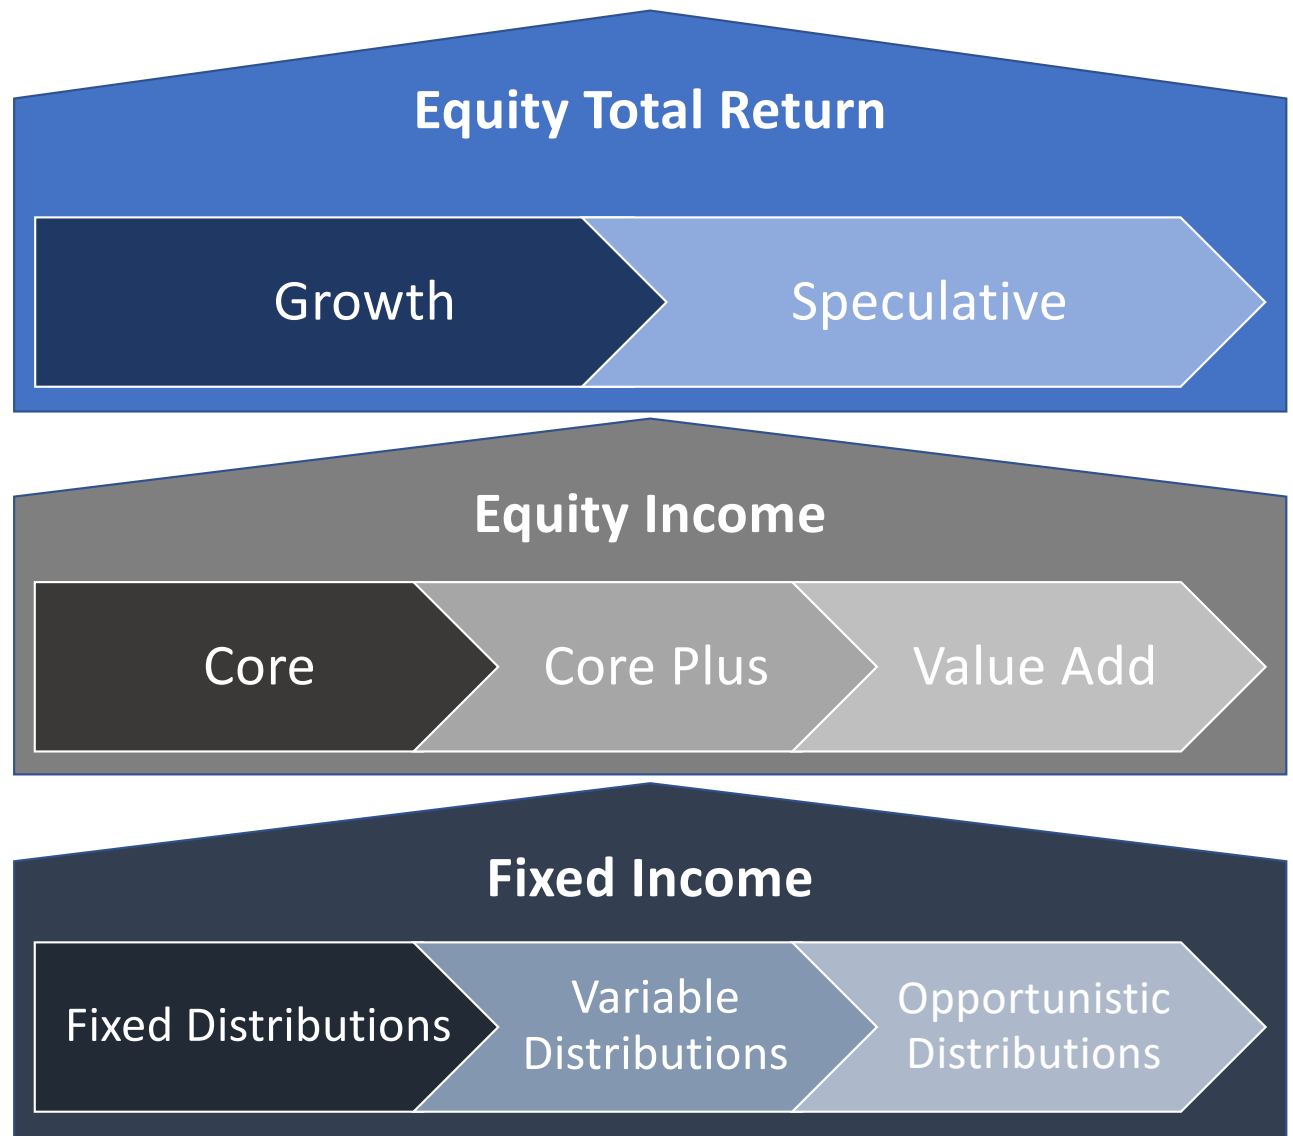 Equity Total Return
Growth
Speculative
Equity Income
Core
Core Plus
Value Add
Fixed Income
Fixed Distributions
Variable
Distributions
Opportunistic
Distributions